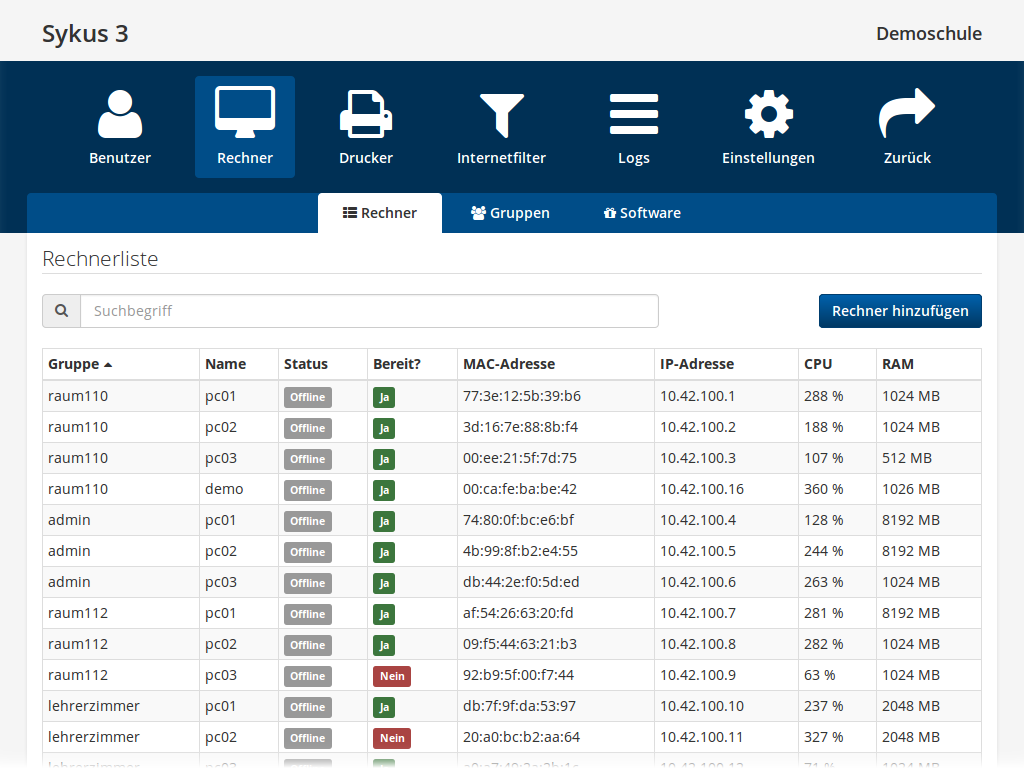 Sykus 3 Demoschule
Benutzer Rechner Drucker Internetfilter Logs Einstellungen Zurück
Rechner Gruppen Software
Rechnerliste
Suchbegriff Rechner hinzufügen
Gruppe Name Status Bereit? MAC-Adresse IP-Adresse CPU RAM
raum110 pc01 Offline Ja 77:3e:12:5b:39:b6 10.42.100.1 288 % 1024 MB
raum110 pc02 Offline Ja 3d:16:7e:88:8b:f4 10.42.100.2 188 % 1024 MB
raum110 pc03 Offline Ja 00:ee:21:5f:7d:75 10.42.100.3 107 % 512 MB
raum110 demo Offline Ja 00:ca:fe:ba:be:42 10.42.100.16 360 % 1026 MB
admin pc01 Offline Ja 74:80:0f:bc:e6:bf 10.42.100.4 128 % 8192 MB
admin pc02 Offline Ja 4b:99:8f:b2:e4:55 10.42.100.5 244 % 8192 MB
admin pc03 Offline Ja db:44:2e:f0:5d:ed 10.42.100.6 263 % 1024 MB
raum112 pc01 Offline Ja af:54:26:63:20:fd 10.42.100.7 281 % 8192 MB
raum112 pc02 Offline Ja 09:f5:44:63:21:b3 10.42.100.8 282 % 1024 MB
raum112 pc03 Offline Nein 92:b9:5f:00:f7:44 10.42.100.9 63 % 1024 MB
lehrerzimmer pc01 Offline Ja db:7f:9f:da:53:97 10.42.100.10 237 % 2048 MB
lehrerzimmer pc02 Offline Nein 20:a0:bc:b2:aa:64 10.42.100.11 327 % 2048 MB
lehrerzimmer